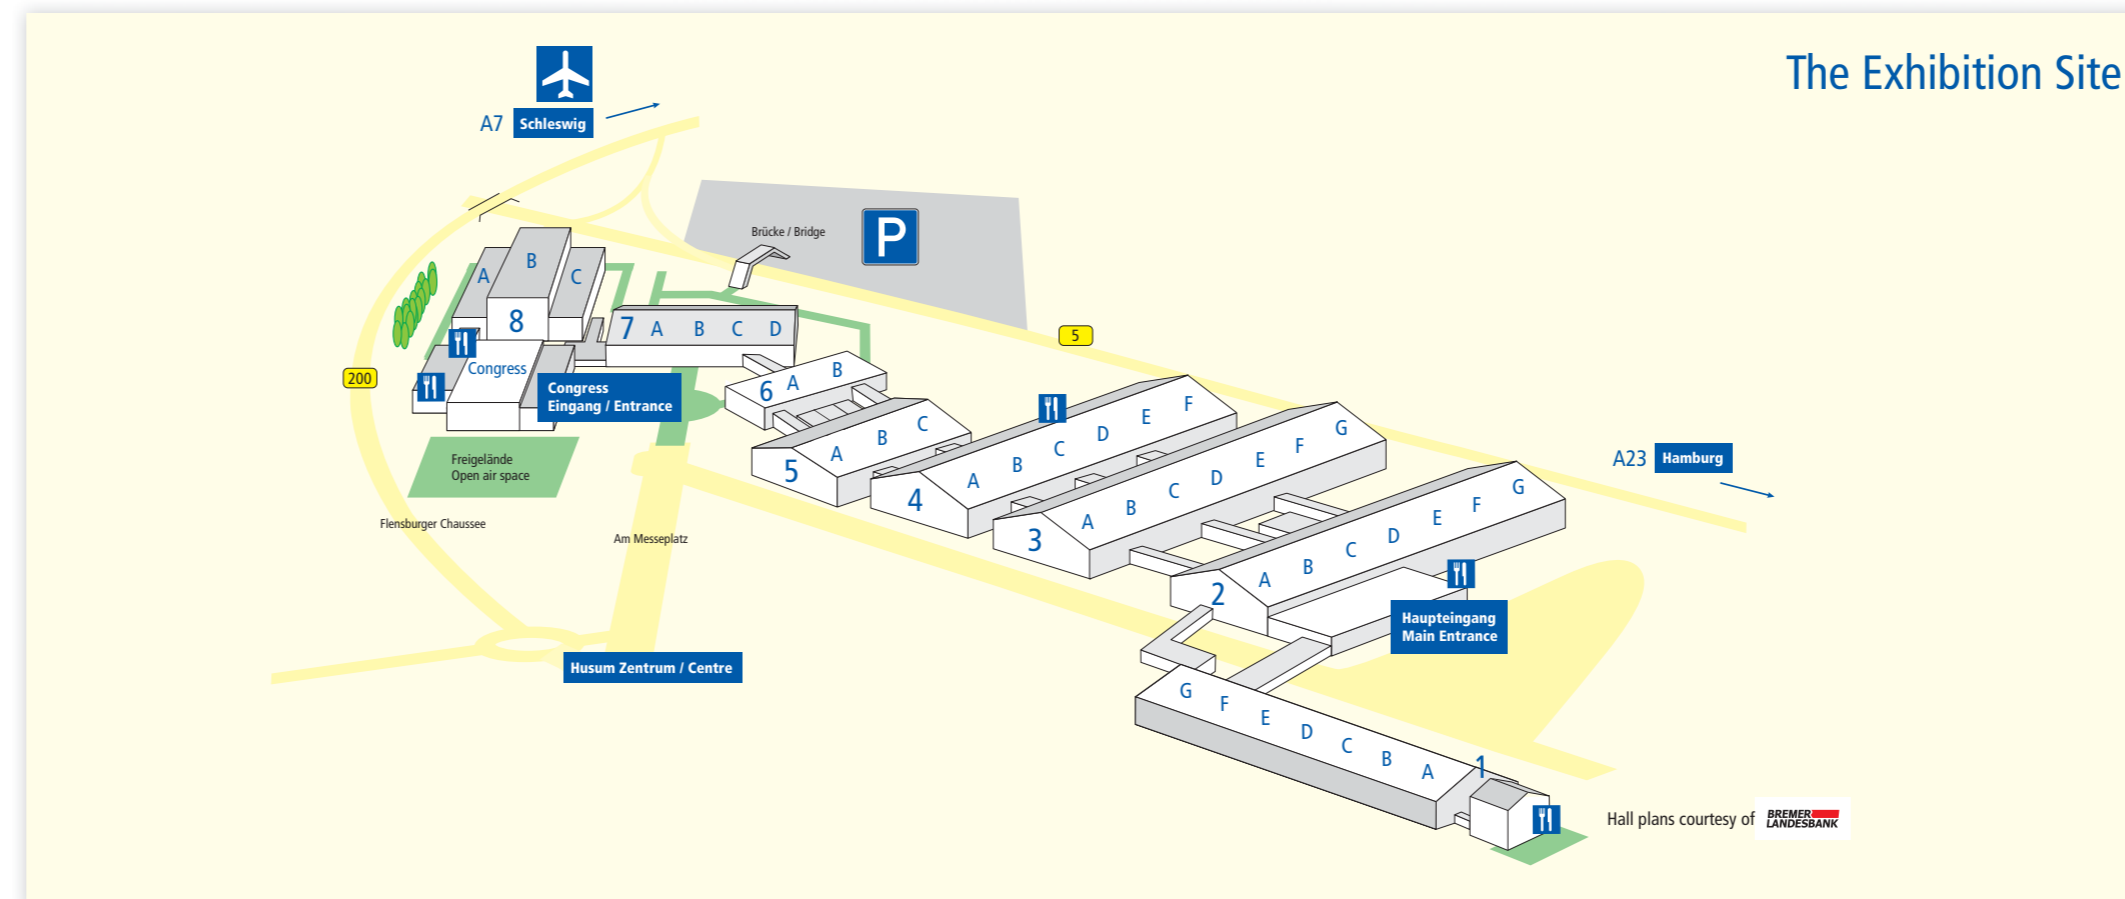 The Exhibition Site
A7 Schleswig
Brücke / Bridge
P
A
B
C
8
7 A B C D
5
200
Congress
Congress
Eingang / Entrance
6 A B
5 A B C
4 A B C D E F
3 A B C D E F G
2 A B C D E F G
A23 Hamburg
Freigelände
Open air space
Flensburger Chaussee
Am Messeplatz
Haupteingang
Main Entrance
Husum Zentrum / Centre
G F E D C B A 1
Hall plans courtesy of
BREMER
LANDESBANK